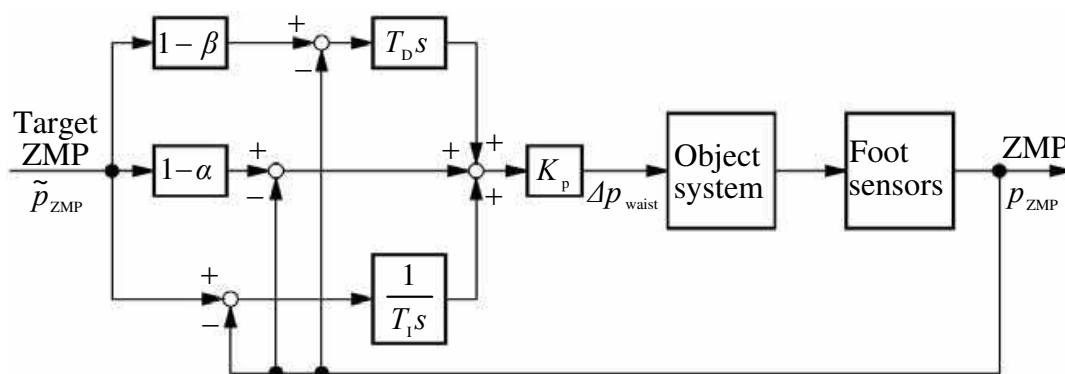 1 − β
+
−
T_D s
Target
ZMP
p̃_ZMP
1−α
+
−
+
+
+
K_p
Δp_waist
Object
system
Foot
sensors
ZMP
p_ZMP
+
−
1
T_I s